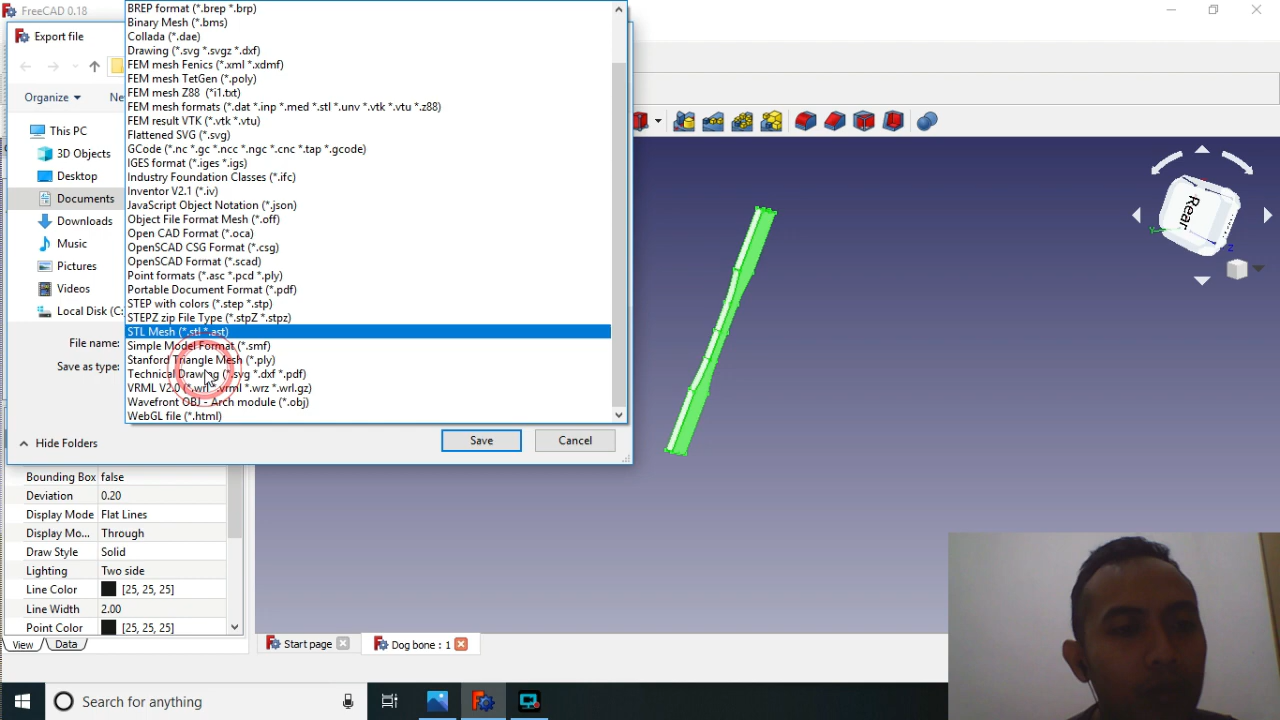 FreeCAD 0.18
Export file
BREP format (*.brep *.brp)
Binary Mesh (*.bms)
Collada (*.dae)
Drawing (*.svg *.svgz *.dxf)
FEM mesh Fenics (*.xml *.xdmf)
FEM mesh TetGen (*.poly)
FEM mesh Z88 (*i1.txt)
FEM mesh formats (*.dat *.inp *.med *.stl *.unv *.vtk *.vtu *.z88)
FEM result VTK (*.vtk *.vtu)
Flattened SVG (*.svg)
GCode (*.nc *.gc *.ncc *.ngc *.cnc *.tap *.gcode)
IGES format (*.iges *.igs)
Industry Foundation Classes (*.ifc)
Inventor V2.1 (*.iv)
JavaScript Object Notation (*.json)
Object File Format Mesh (*.off)
Open CAD Format (*.oca)
OpenSCAD CSG Format (*.csg)
OpenSCAD Format (*.scad)
Point formats (*.asc *.pcd *.ply)
Portable Document Format (*.pdf)
STEP with colors (*.step *.stp)
STEPZ zip File Type (*.stpZ *.stpz)
STL Mesh (*.stl *.ast)
Simple Model Format (*.smf)
Stanford Triangle Mesh (*.ply)
Technical Drawing (*.svg *.dxf *.pdf)
VRML V2.0 (*.wrl *.vrml *.wrz *.wrl.gz)
Wavefront OBJ - Arch module (*.obj)
WebGL file (*.html)
Organize
This PC
3D Objects
Desktop
Documents
Downloads
Music
Pictures
Videos
Local Disk (C:
File name:
Save as type:
Hide Folders
Save
Cancel
Rear
Y
Z
Bounding Box false
Deviation 0.20
Display Mode Flat Lines
Display Mo... Through
Draw Style Solid
Lighting Two side
Line Color [25, 25, 25]
Line Width 2.00
Point Color [25, 25, 25]
View Data
Start page
Dog bone : 1
Search for anything